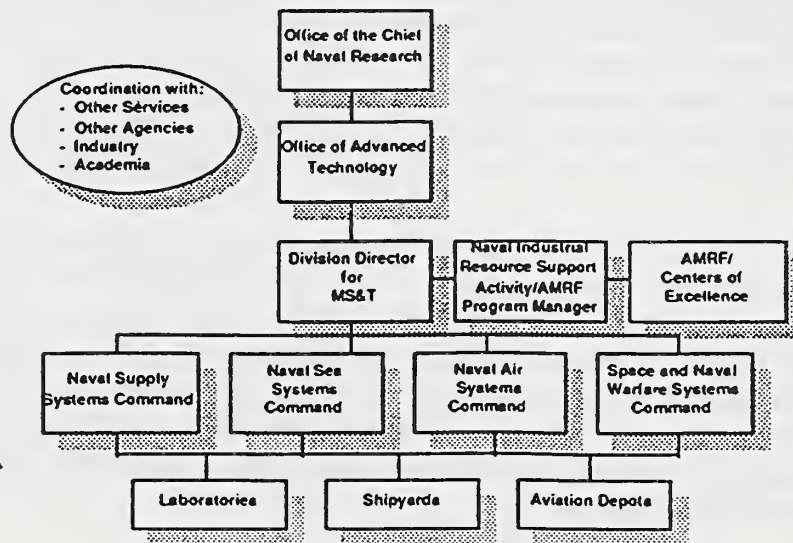 Office of the Chief
of Naval Research
Coordination with:
- Other Services
- Other Agencies
- Industry
- Academia
Office of Advanced
Technology
Division Director
for
MS&T
Naval Industrial
Resource Support
Activity/AMRF
Program Manager
AMRF/
Centers of
Excellence
Naval Supply
Systems Command
Naval Sea
Systems
Command
Naval Air
Systems
Command
Space and Naval
Warfare Systems
Command
Laboratories
Shipyards
Aviation Depots